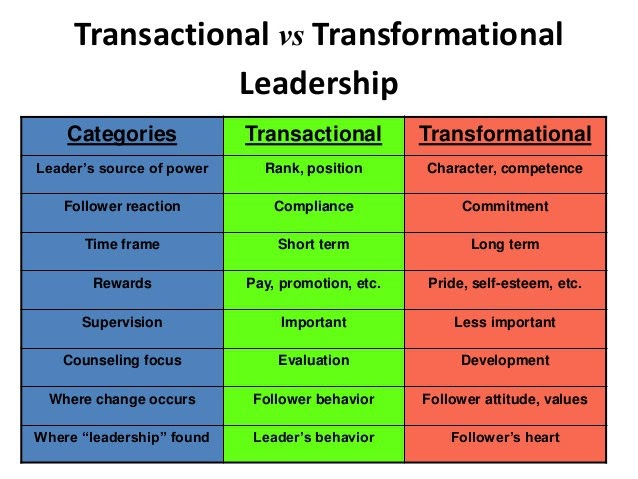 Transactional vs Transformational
Leadership
Categories Transactional Transformational
Leader’s source of power Rank, position Character, competence
Follower reaction Compliance Commitment
Time frame Short term Long term
Rewards Pay, promotion, etc. Pride, self-esteem, etc.
Supervision Important Less important
Counseling focus Evaluation Development
Where change occurs Follower behavior Follower attitude, values
Where “leadership” found Leader’s behavior Follower’s heart